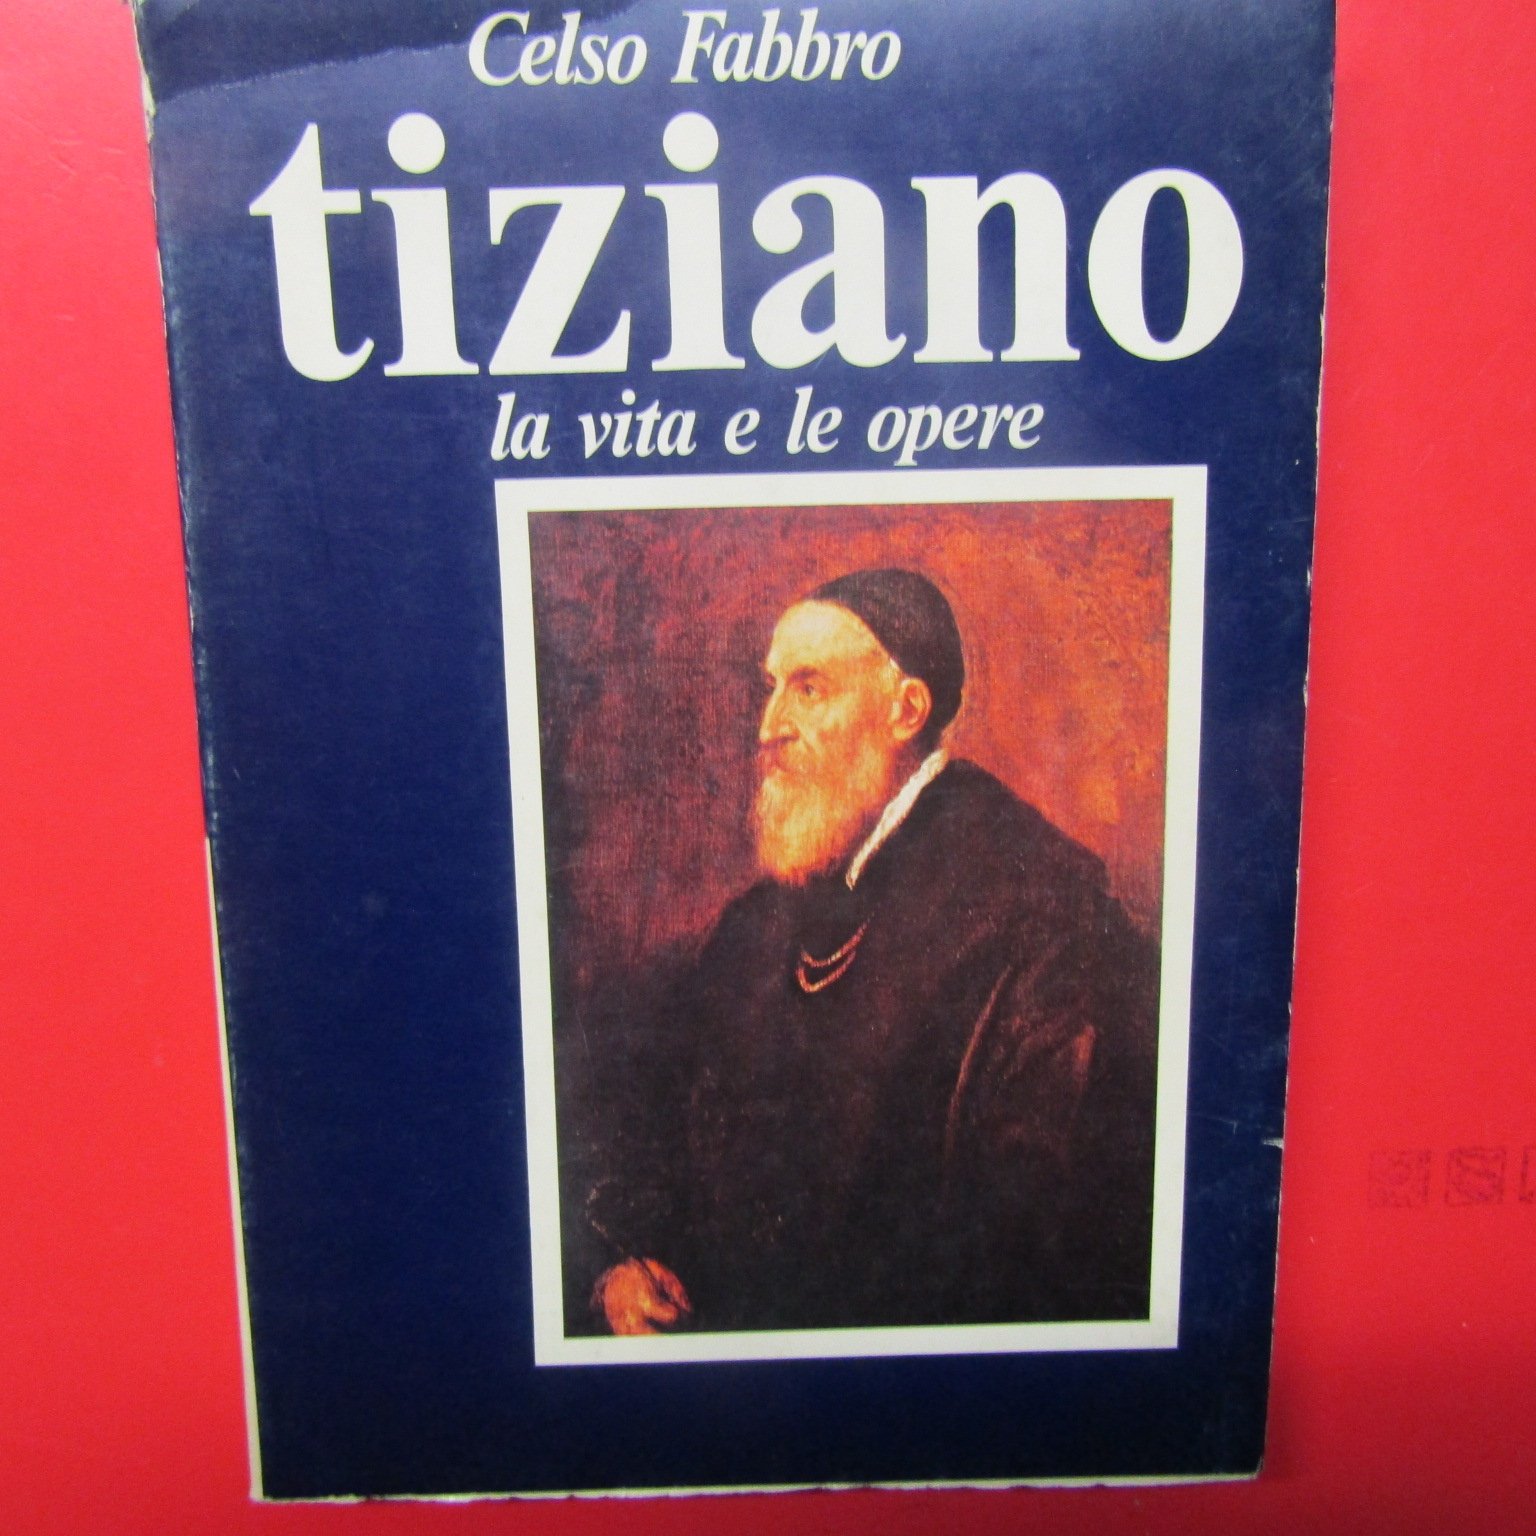 Celso Fabbro
tiziano
la vita e le opere